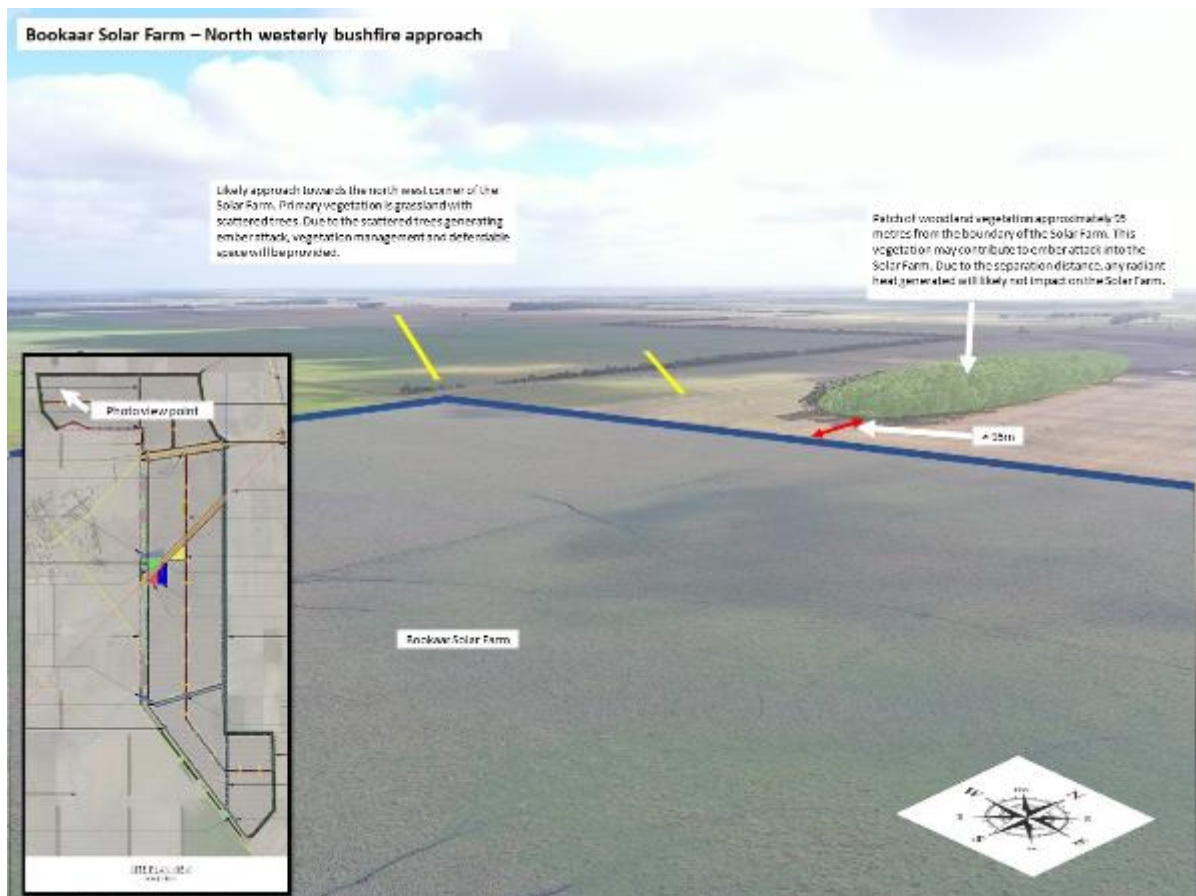 Bookaar Solar Farm – North westerly bushfire approach
Likely approach towards the north west corner of the
Solar Farm. Primary vegetation is grassland with
scattered trees. Due to the scattered trees generating
ember attack, vegetation management and defendable
space will be provided.
Patch of woodland vegetation approximately 95
metres from the boundary of the Solar Farm. This
vegetation may contribute to ember attack into the
Solar Farm. Due to the separation distance, any radiant
heat generated will likely not impact on the Solar Farm.
Photo view point
≈ 95m
Bookaar Solar Farm
W
N